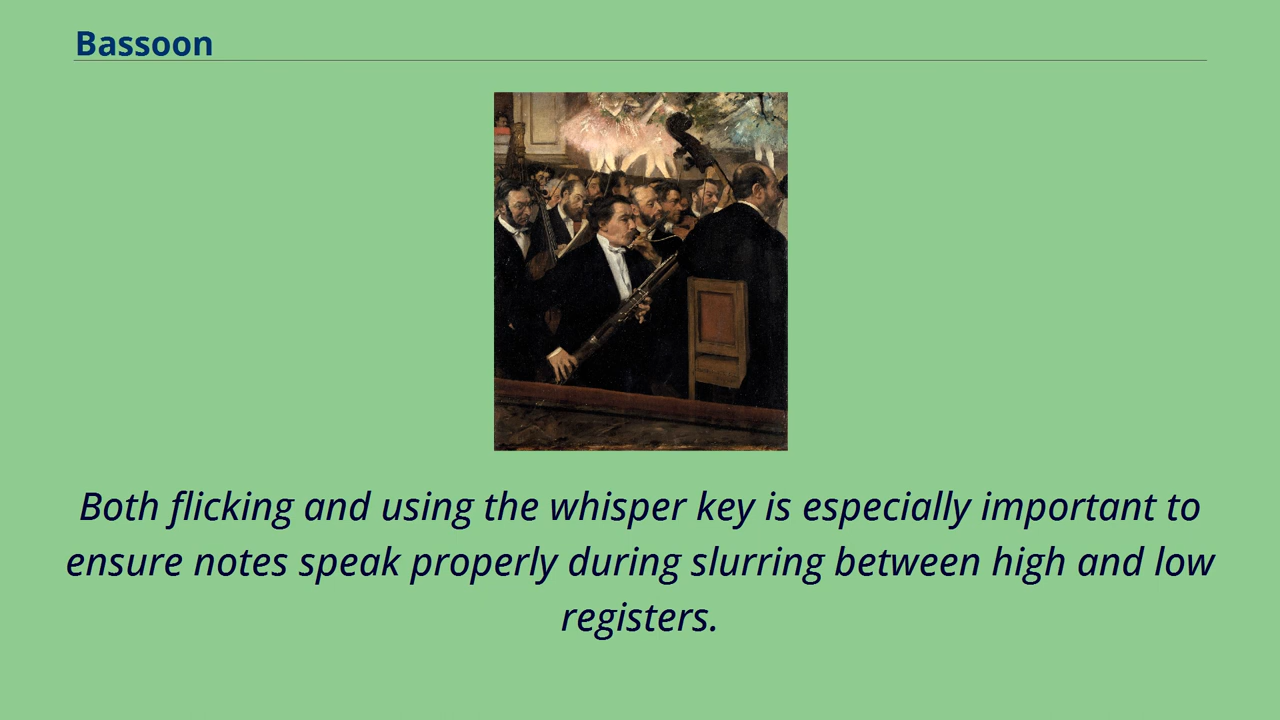 Bassoon
Both flicking and using the whisper key is especially important to
ensure notes speak properly during slurring between high and low
registers.